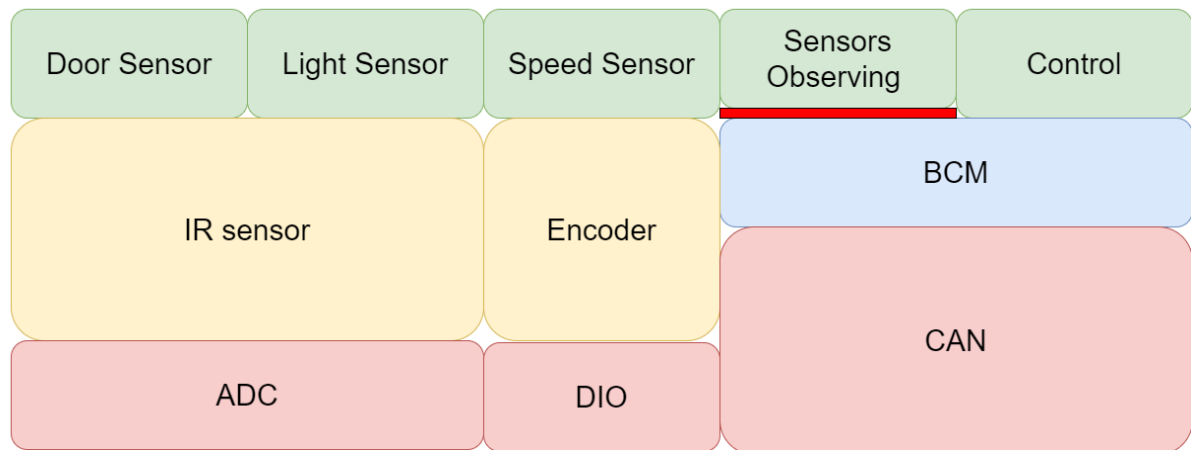 Door Sensor
Light Sensor
Speed Sensor
Sensors
Observing
Control
IR sensor
Encoder
BCM
CAN
ADC
DIO